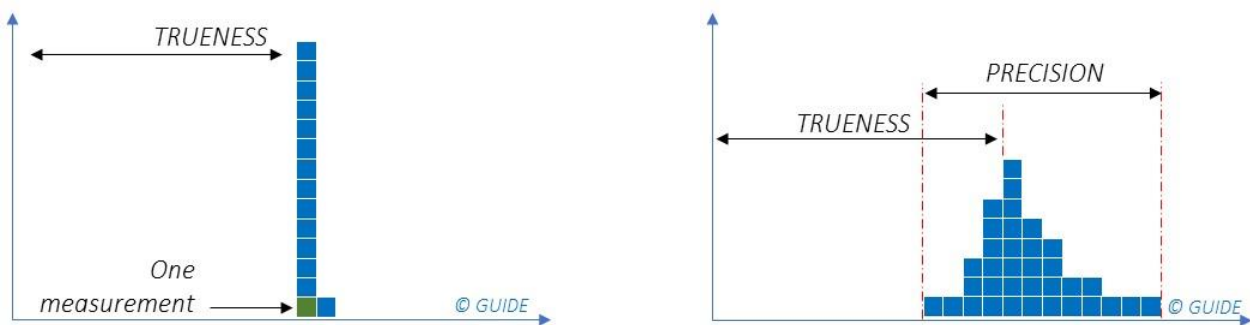 TRUENESS
One
measurement
© GUIDE
PRECISION
TRUENESS
© GUIDE